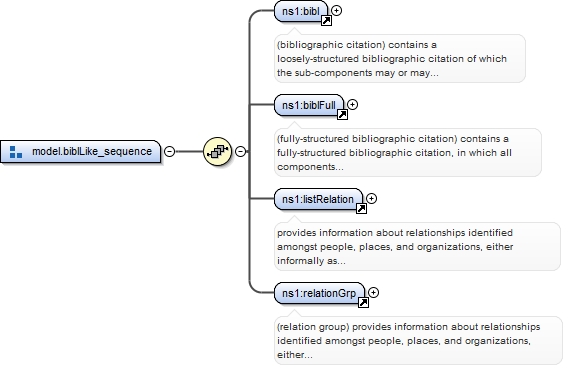 ns1:bibl
(bibliographic citation) contains a
loosely-structured bibliographic citation of which
the sub-components may or may...
ns1:biblFull
(fully-structured bibliographic citation) contains a
fully-structured bibliographic citation, in which all
components...
model.biblLike_sequence
ns1:listRelation
provides information about relationships identified
amongst people, places, and organizations, either
informally as...
ns1:relationGrp
(relation group) provides information about relationships
identified amongst people, places, and organizations,
either...